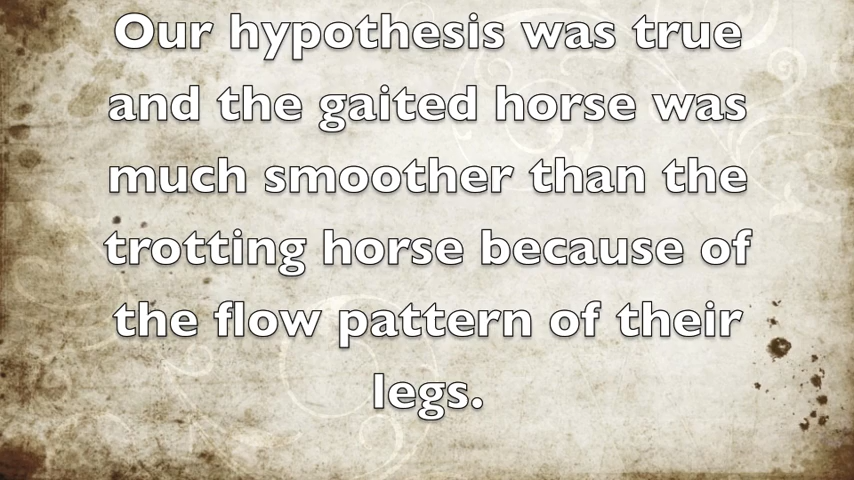 Our hypothesis was true
and the gaited horse was
much smoother than the
trotting horse because of
the flow pattern of their
legs.